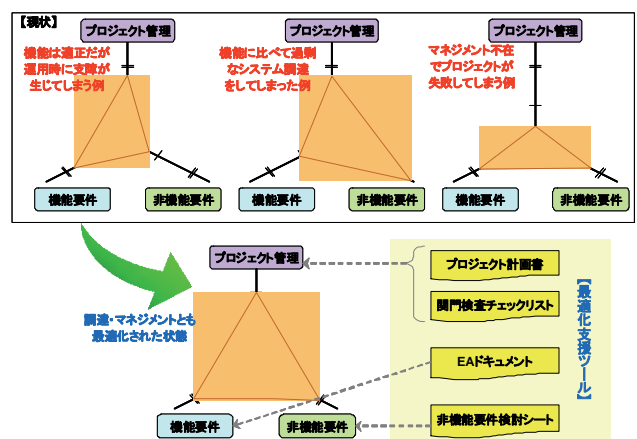 【現状】
プロジェクト管理
機能は適正だが
運用時に支障が
生じてしまう例
機能要件
非機能要件
プロジェクト管理
機能に比べて過剰
なシステム調達
をしてしまった例
機能要件
非機能要件
プロジェクト管理
マネジメント不在
でプロジェクトが
失敗してしまう例
機能要件
非機能要件
プロジェクト管理
調達・マネジメントとも
最適化された状態
機能要件
非機能要件
プロジェクト計画書
関門検査チェックリスト
EAドキュメント
非機能要件検討シート
【最適化支援ツール】